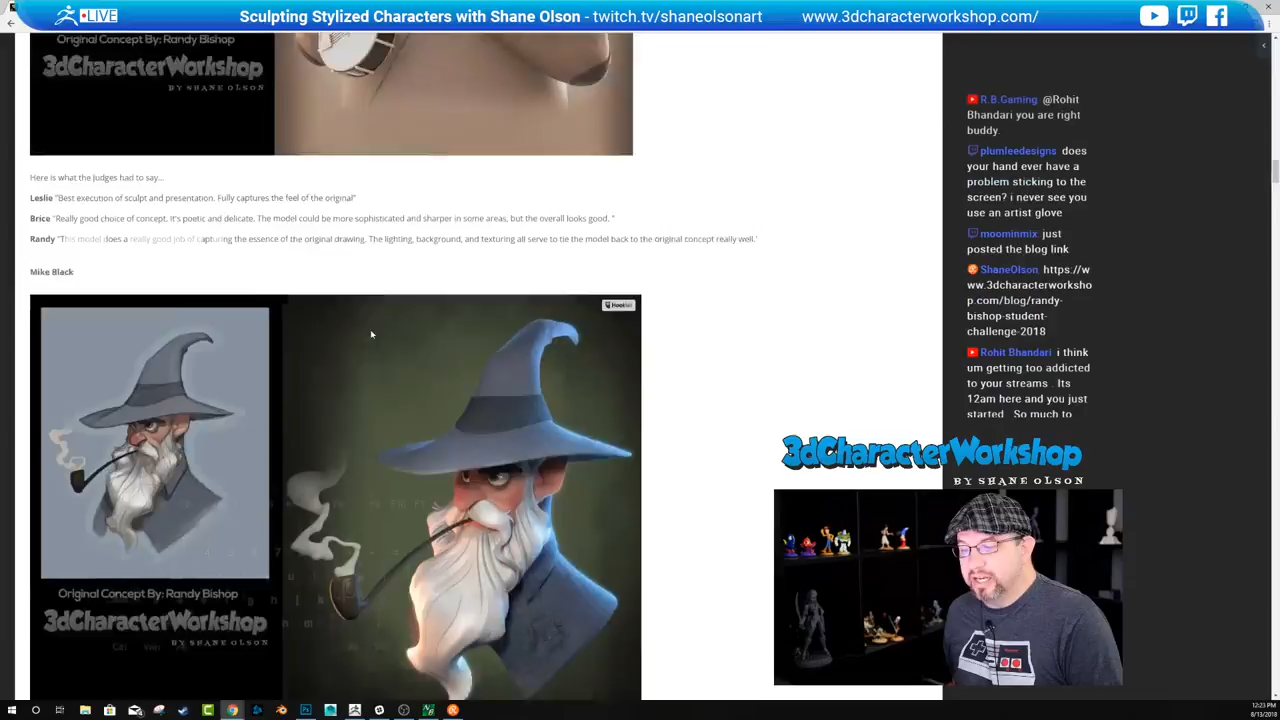 LIVE
Sculpting Stylized Characters with Shane Olson - twitch.tv/shaneolsonart www.3dcharacterworkshop.com/
Original Concept By: Randy Bishop
3dCharacterWorkshop
BY SHANE OLSON
Here is what the judges had to say...
Leslie "Best execution of sculpt and presentation. Fully captures the feel of the original"
Brice "Really good choice of concept. It's poetic and delicate. The model could be more sophisticated and sharper in some areas, but the overall looks good. "
Randy "This model does a really good job of capturing the essence of the original drawing. The lighting, background, and texturing all serve to tie the model back to the original concept really well.'
Mike Black
Original Concept By: Randy Bishop
3dCharacterWorkshop
BY SHANE OLSON
R.B.Gaming @Rohit
Bhandari you are right
buddy.
plumleedesigns does
your hand ever have a
problem sticking to the
screen? i never see you
use an artist glove
moominmix just
posted the blog link
ShaneOlson https://w
ww.3dcharacterworksho
p.com/blog/randy-
bishop-student-
challenge-2018
Rohit Bhandari i think
um getting too addicted
to your streams . Its
12am here and you just
started . So much to
3dCharacterWorkshop
BY SHANE OLSON
12:23 PM
8/13/2018